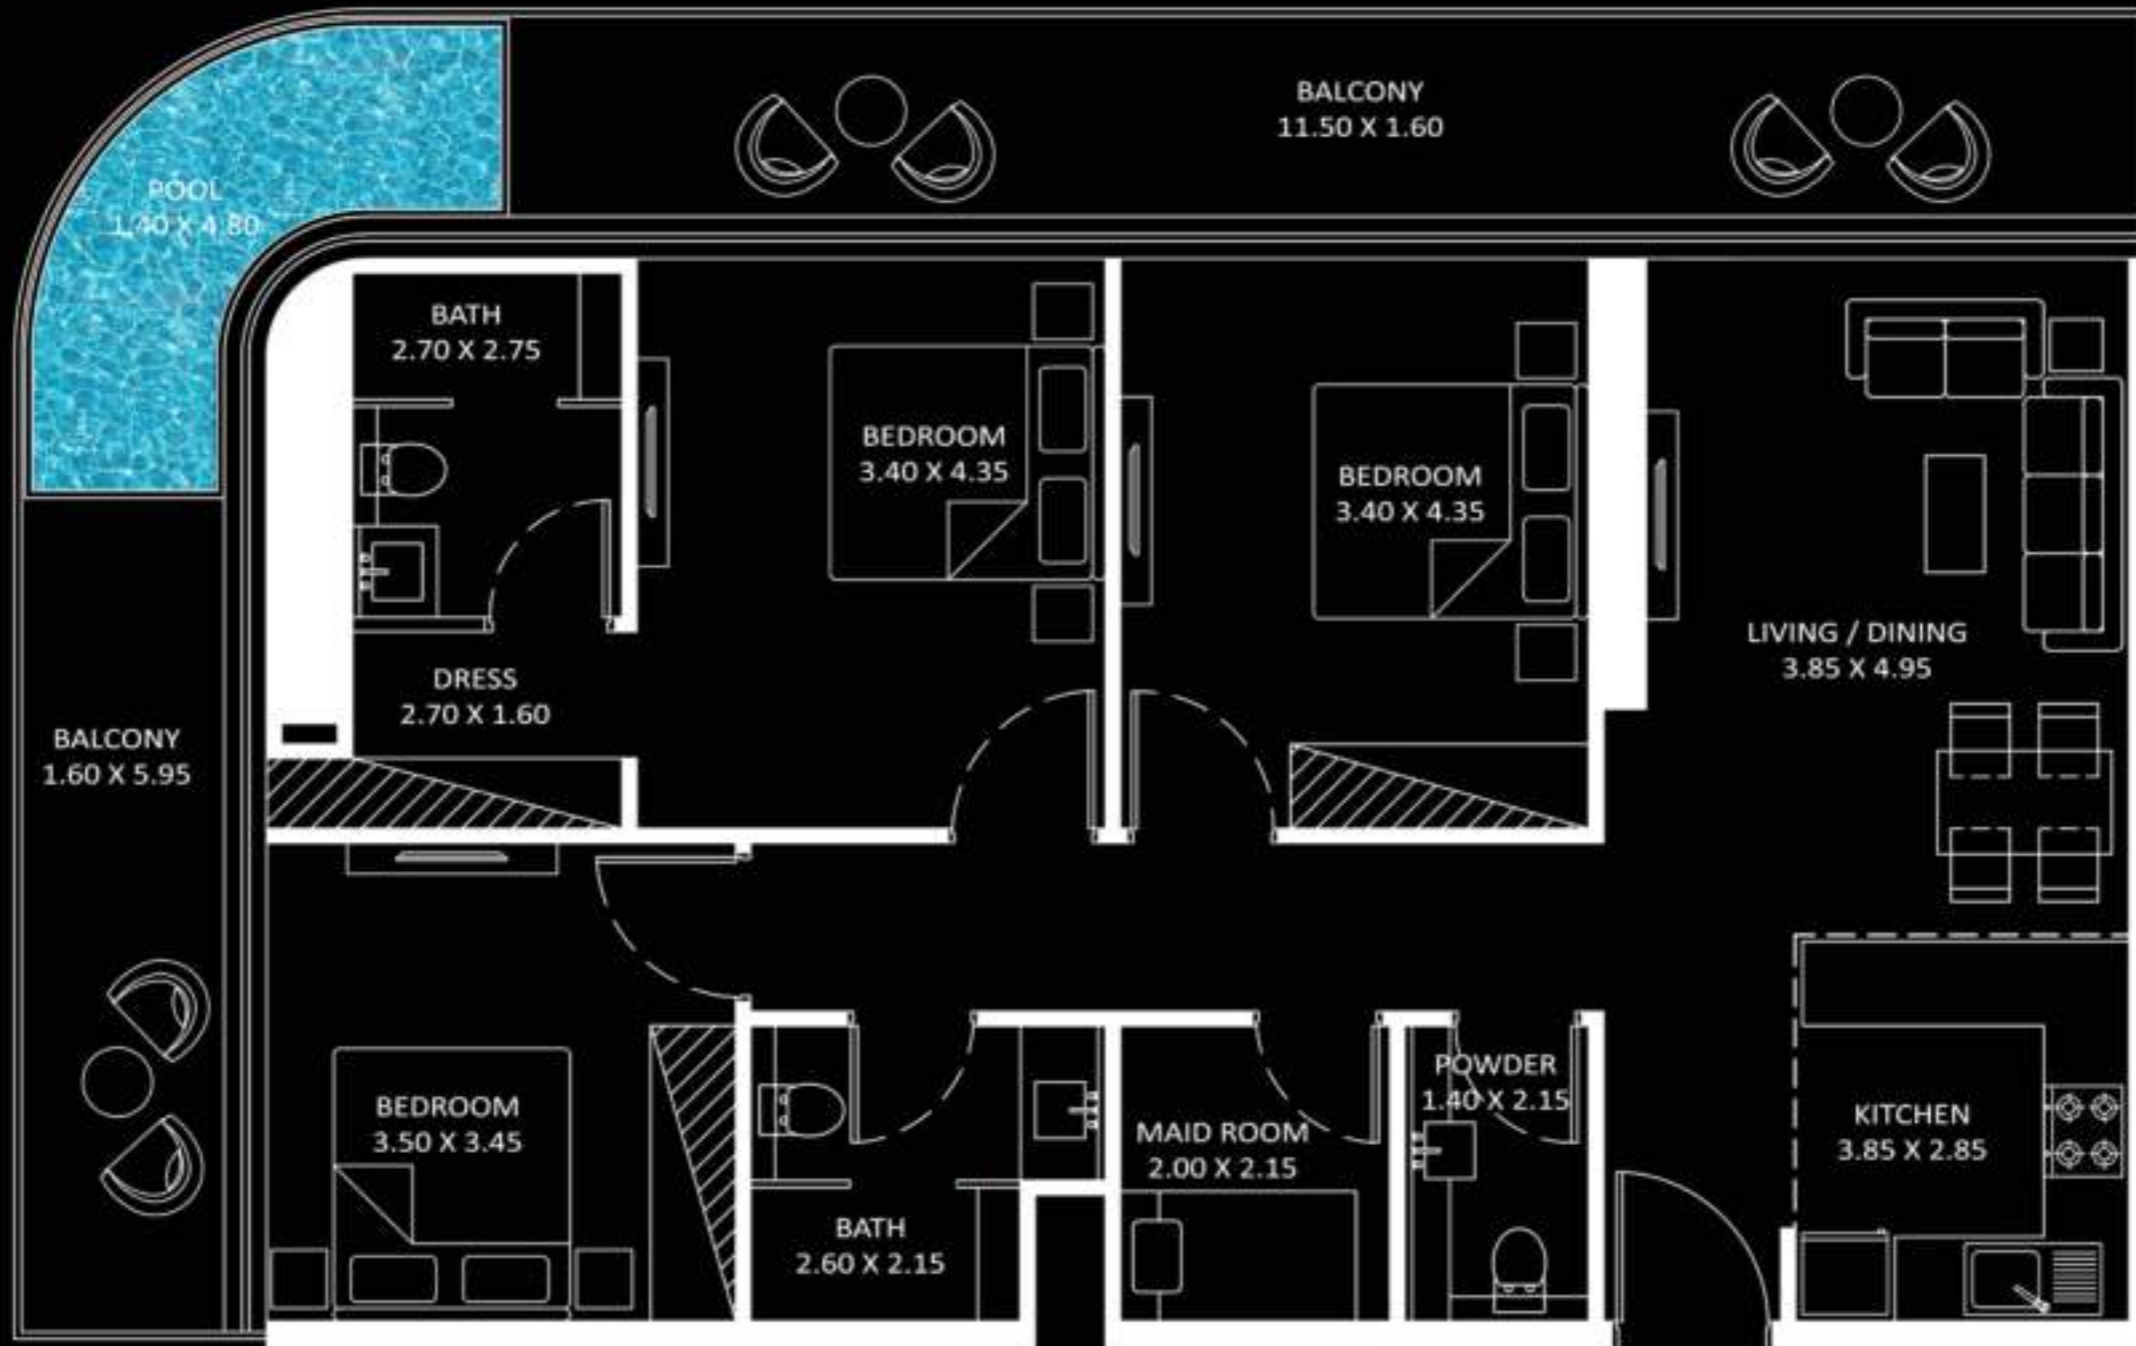 BALCONY
11.50 X 1.60
POOL
1.40 X 4.80
BATH
2.70 X 2.75
BEDROOM
3.40 X 4.35
BEDROOM
3.40 X 4.35
LIVING / DINING
3.85 X 4.95
DRESS
2.70 X 1.60
BALCONY
1.60 X 5.95
BEDROOM
3.50 X 3.45
BATH
2.60 X 2.15
MAID ROOM
2.00 X 2.15
POWDER
1.40 X 2.15
KITCHEN
3.85 X 2.85